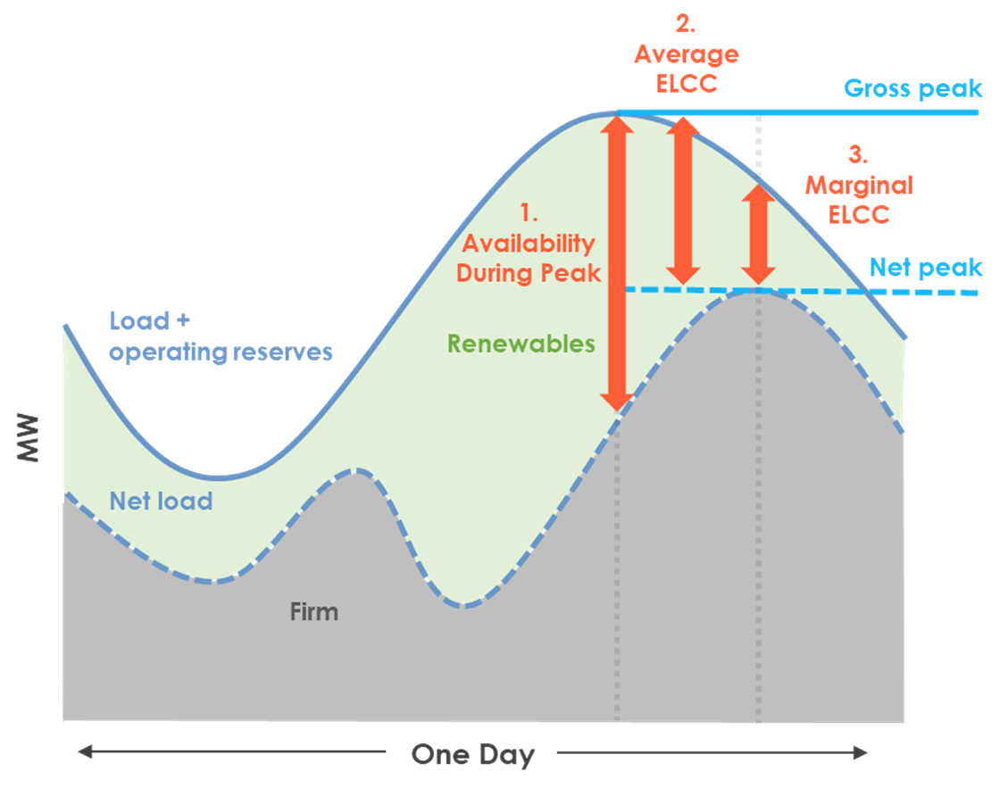 2.
Average
ELCC
Gross peak
3.
Marginal
ELCC
1.
Availability
During Peak
Net peak
Load +
operating reserves
Renewables
MW
Net load
Firm
One Day